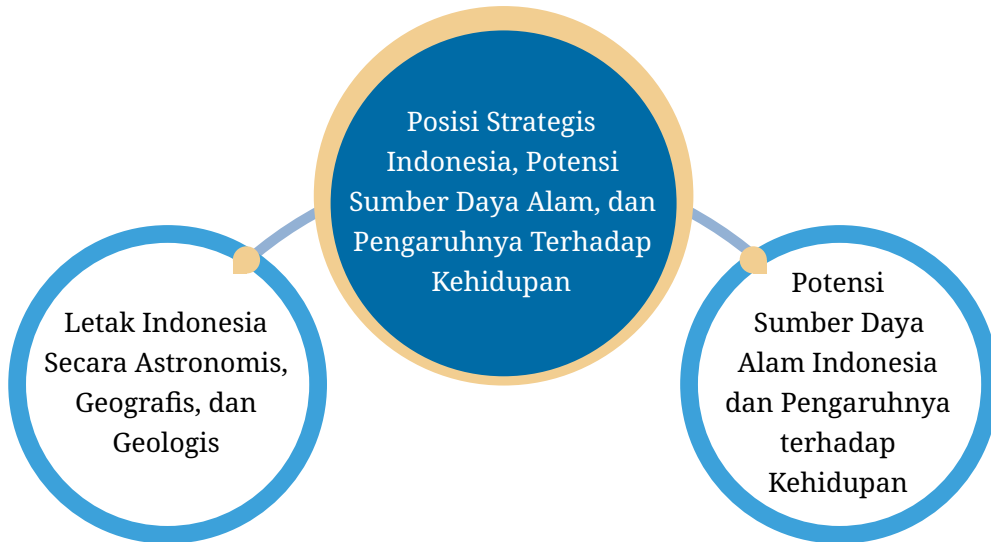 Posisi Strategis
Indonesia, Potensi
Sumber Daya Alam, dan
Pengaruhnya Terhadap
Kehidupan
Letak Indonesia
Secara Astronomis,
Geografis, dan
Geologis
Potensi
Sumber Daya
Alam Indonesia
dan Pengaruhnya
terhadap
Kehidupan